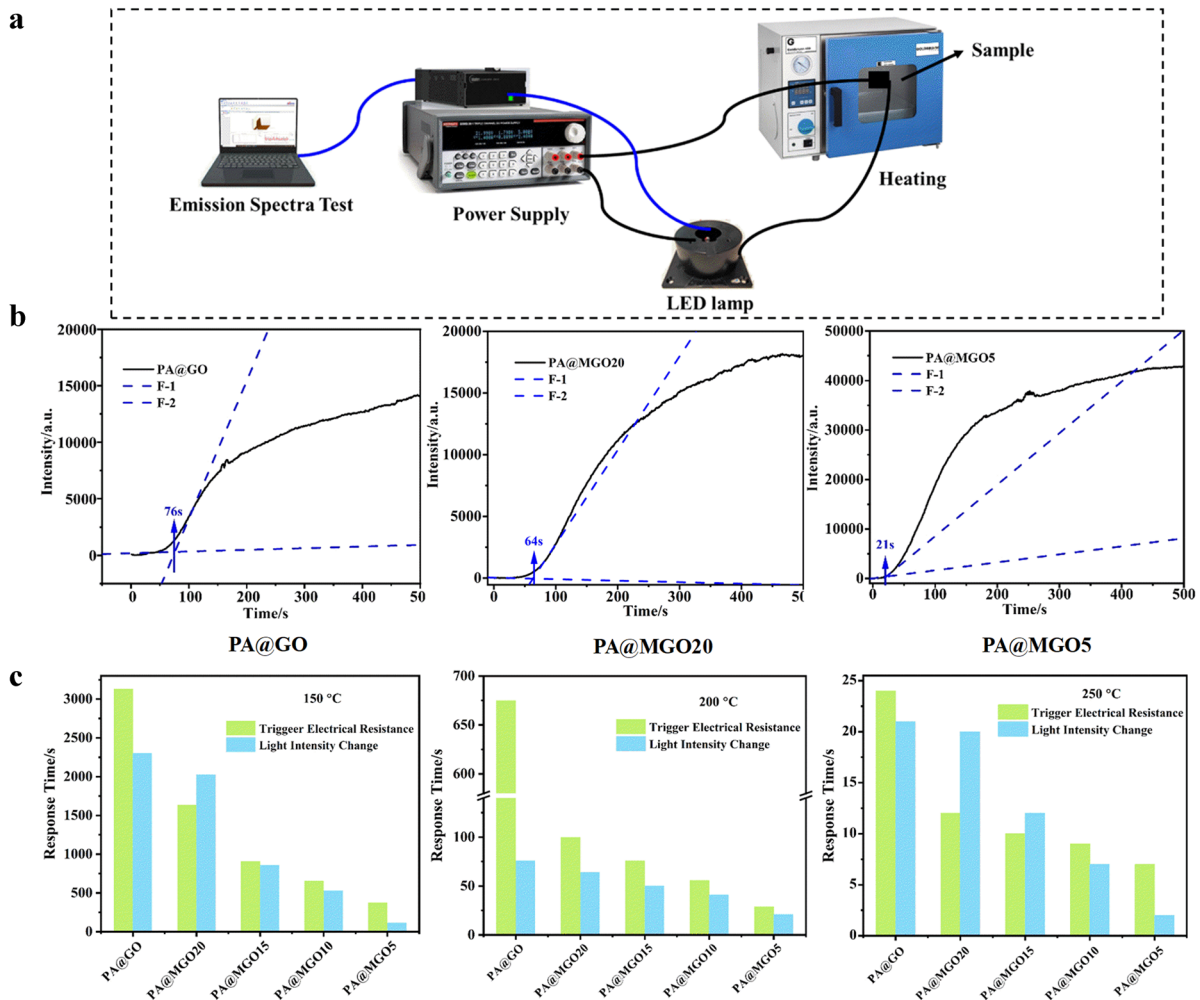 a
Sample
Heating
Emission Spectra Test
Power Supply
LED lamp
b
20000
15000
10000
5000
0
Intensity/a.u.
PA@GO
F-1
F-2
76s
0 100 200 300 400 500
Time/s
PA@GO
20000
15000
10000
5000
0
Intensity/a.u.
PA@MGO20
F-1
F-2
64s
0 100 200 300 400 50
Time/s
PA@MGO20
50000
40000
30000
20000
10000
0
Intensity/a.u.
PA@MGO5
F-1
F-2
21s
0 100 200 300 400 500
Time/s
PA@MGO5
c
3000
2500
2000
1500
1000
500
0
Response Time/s
150 °C
Trigger Electrical Resistance
Light Intensity Change
PA@GO
PA@MGO20
PA@MGO15
PA@MGO10
PA@MGO5
700
650
600
100
50
0
Response Time/s
200 °C
Trigger Electrical Resistance
Light Intensity Change
PA@GO
PA@MGO20
PA@MGO15
PA@MGO10
PA@MGO5
25
20
15
10
5
0
Response Time/s
250 °C
Trigger Electrical Resistance
Light Intensity Change
PA@GO
PA@MGO20
PA@MGO15
PA@MGO10
PA@MGO5